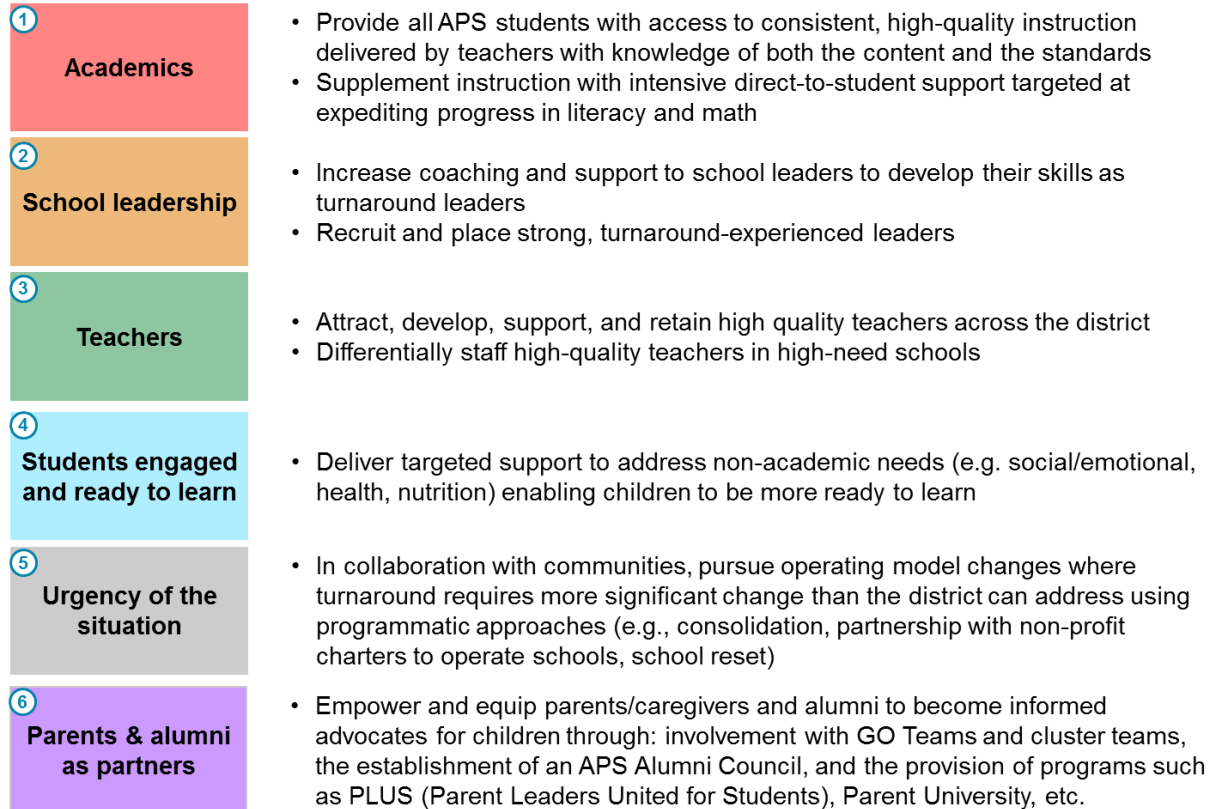 1
Academics
• Provide all APS students with access to consistent, high-quality instruction
delivered by teachers with knowledge of both the content and the standards
• Supplement instruction with intensive direct-to-student support targeted at
expediting progress in literacy and math
2
School leadership
• Increase coaching and support to school leaders to develop their skills as
turnaround leaders
• Recruit and place strong, turnaround-experienced leaders
3
Teachers
• Attract, develop, support, and retain high quality teachers across the district
• Differentially staff high-quality teachers in high-need schools
4
Students engaged
and ready to learn
• Deliver targeted support to address non-academic needs (e.g. social/emotional,
health, nutrition) enabling children to be more ready to learn
5
Urgency of the
situation
• In collaboration with communities, pursue operating model changes where
turnaround requires more significant change than the district can address using
programmatic approaches (e.g., consolidation, partnership with non-profit
charters to operate schools, school reset)
6
Parents & alumni
as partners
• Empower and equip parents/caregivers and alumni to become informed
advocates for children through: involvement with GO Teams and cluster teams,
the establishment of an APS Alumni Council, and the provision of programs such
as PLUS (Parent Leaders United for Students), Parent University, etc.